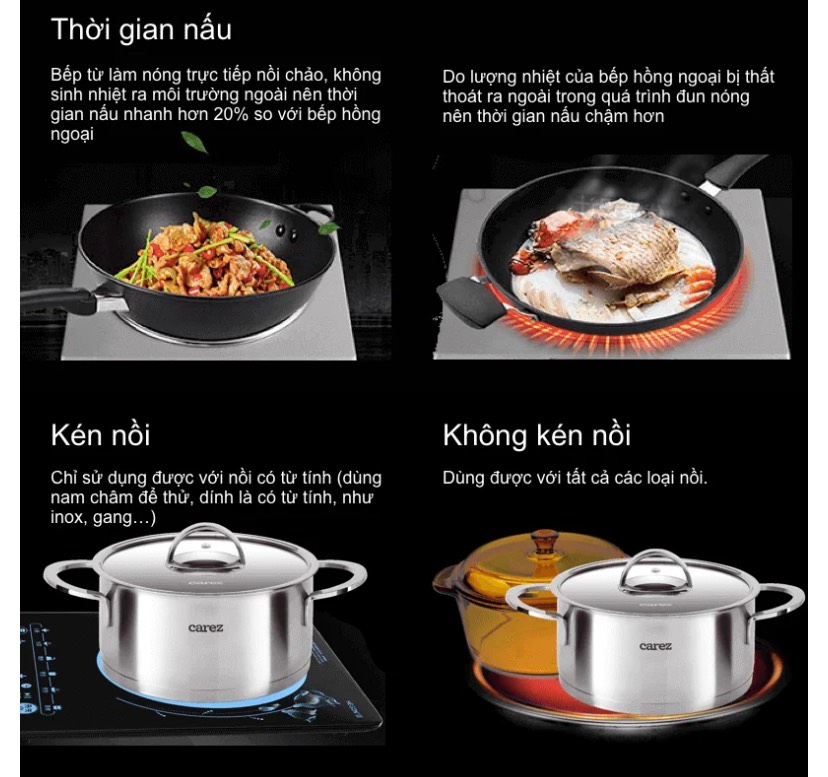 Thời gian nấu
Bếp từ làm nóng trực tiếp nồi chảo, không
sinh nhiệt ra môi trường ngoài nên thời
gian nấu nhanh hơn 20% so với bếp hồng
ngoại
Do lượng nhiệt của bếp hồng ngoại bị thất
thoát ra ngoài trong quá trình đun nóng
nên thời gian nấu chậm hơn
Kén nồi
Chỉ sử dụng được với nồi có từ tính (dùng
nam châm để thử, dính là có từ tính, như
inox, gang…)
Không kén nồi
Dùng được với tất cả các loại nồi.
carez
carez
carez
carez